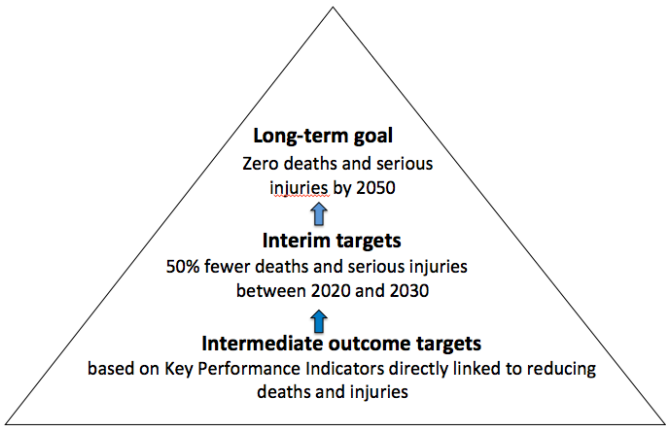 Long-term goal
Zero deaths and serious
injuries by 2050
Interim targets
50% fewer deaths and serious injuries
between 2020 and 2030
Intermediate outcome targets
based on Key Performance Indicators directly linked to reducing
deaths and injuries